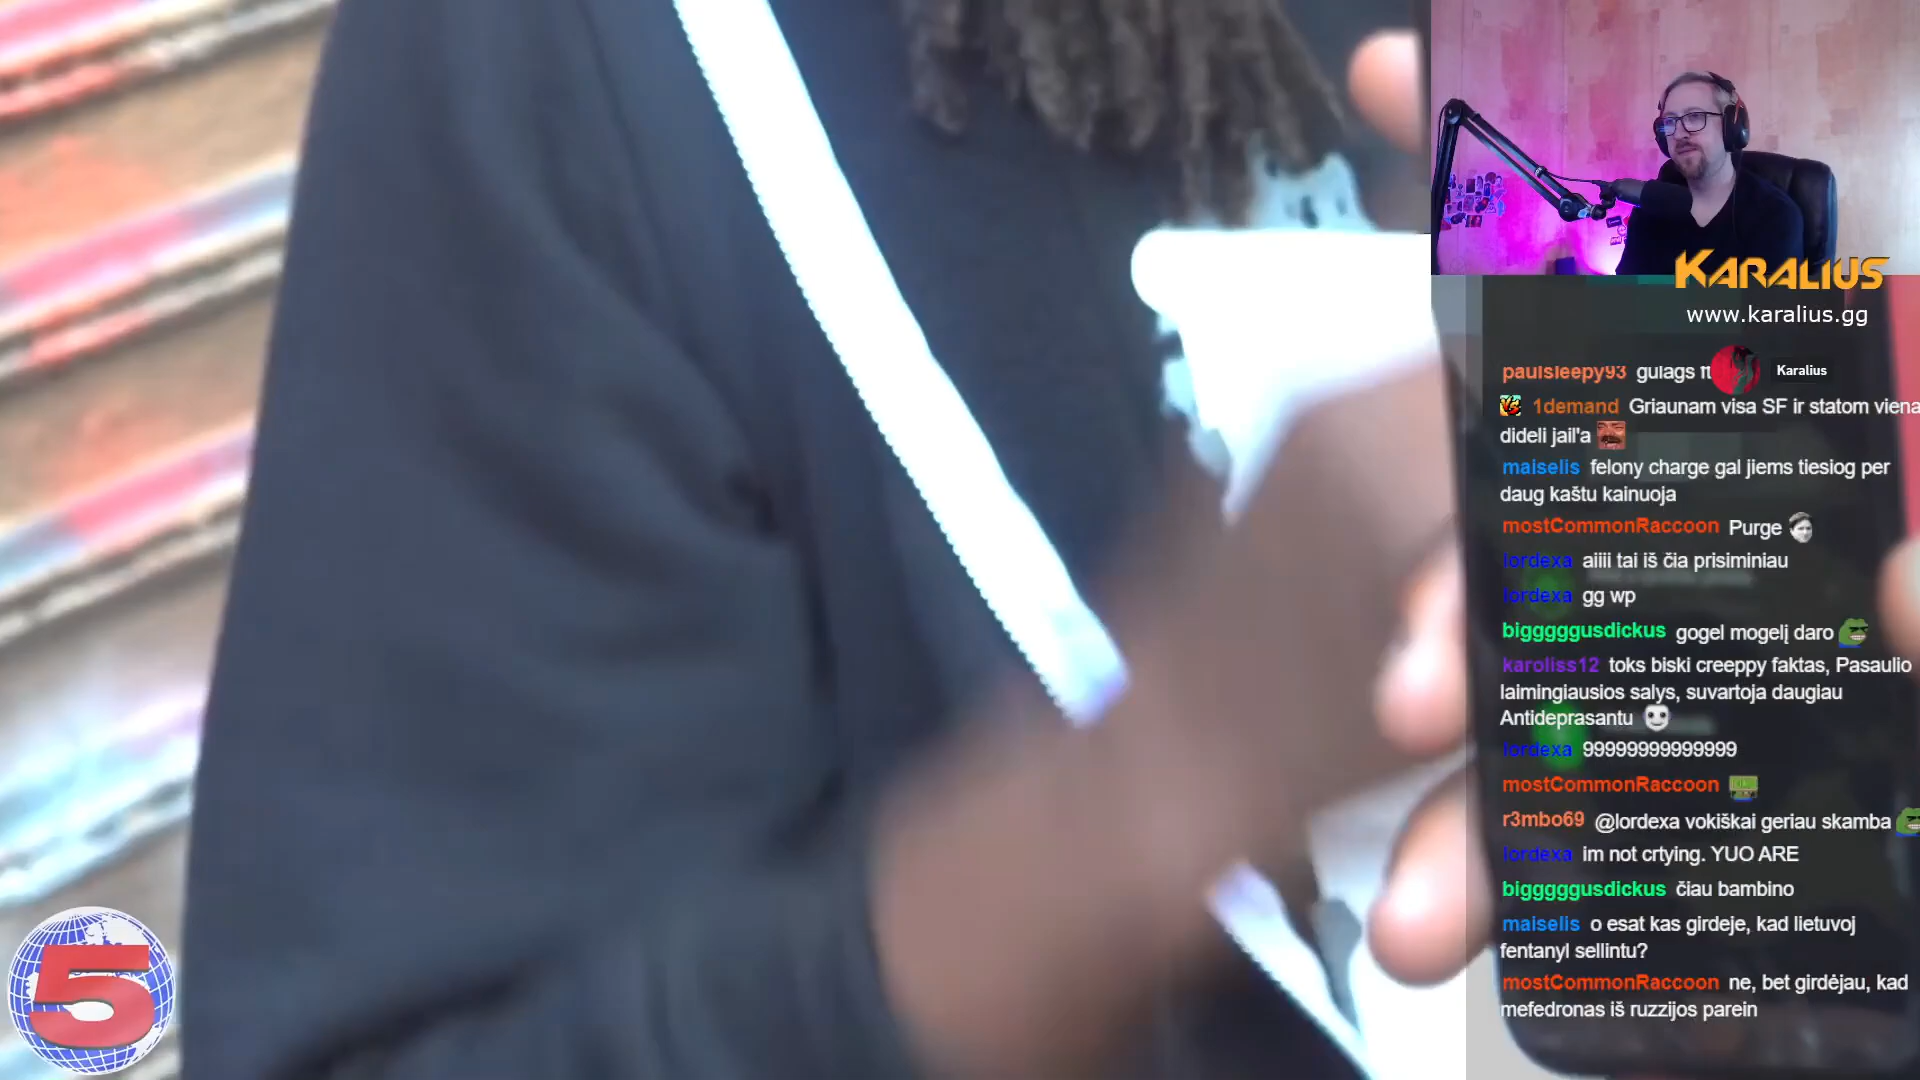 KARALIUS
www.karalius.gg
paulsleepy93 gulags
Karalius
1demand Griaunam visa SF ir statom viena
dideli jail'a
maiselis felony charge gal jiems tiesiog per
daug kaštu kainuoja
mostCommonRaccoon Purge
lordexa aiiii tai iš čia prisiminiau
lordexa gg wp
bigggggusdickus gogel mogelį daro
karoliss12 toks biski creeppy faktas, Pasaulio
laimingiausios salys, suvartoja daugiau
Antideprasantu
lordexa 99999999999999
mostCommonRaccoon
r3mbo69 @lordexa vokiškai geriau skamba
lordexa im not crtying. YUO ARE
bigggggusdickus čiau bambino
maiselis o esat kas girdeje, kad lietuvoj
fentanyl sellintu?
mostCommonRaccoon ne, bet girdėjau, kad
mefedronas iš ruzzijos parein
5